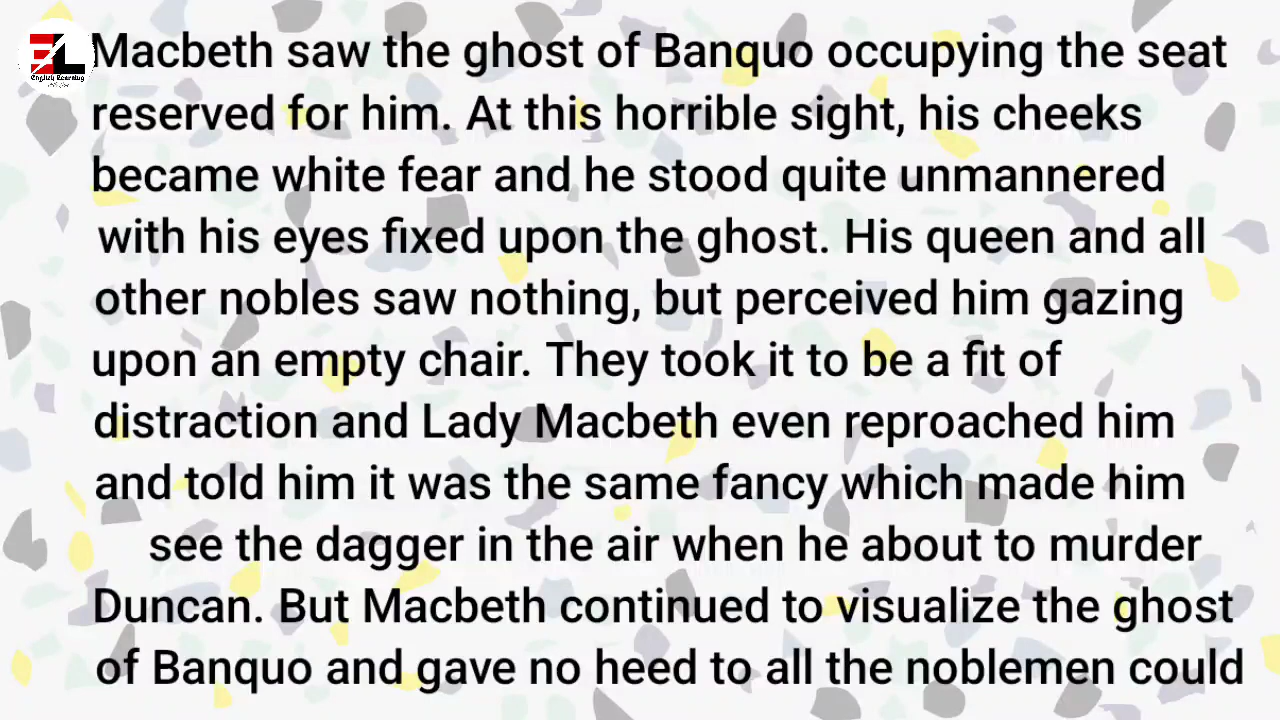 EL
English Learning
Macbeth saw the ghost of Banquo occupying the seat
reserved for him. At this horrible sight, his cheeks
became white fear and he stood quite unmannered
with his eyes fixed upon the ghost. His queen and all
other nobles saw nothing, but perceived him gazing
upon an empty chair. They took it to be a fit of
distraction and Lady Macbeth even reproached him
and told him it was the same fancy which made him
see the dagger in the air when he about to murder
Duncan. But Macbeth continued to visualize the ghost
of Banquo and gave no heed to all the noblemen could